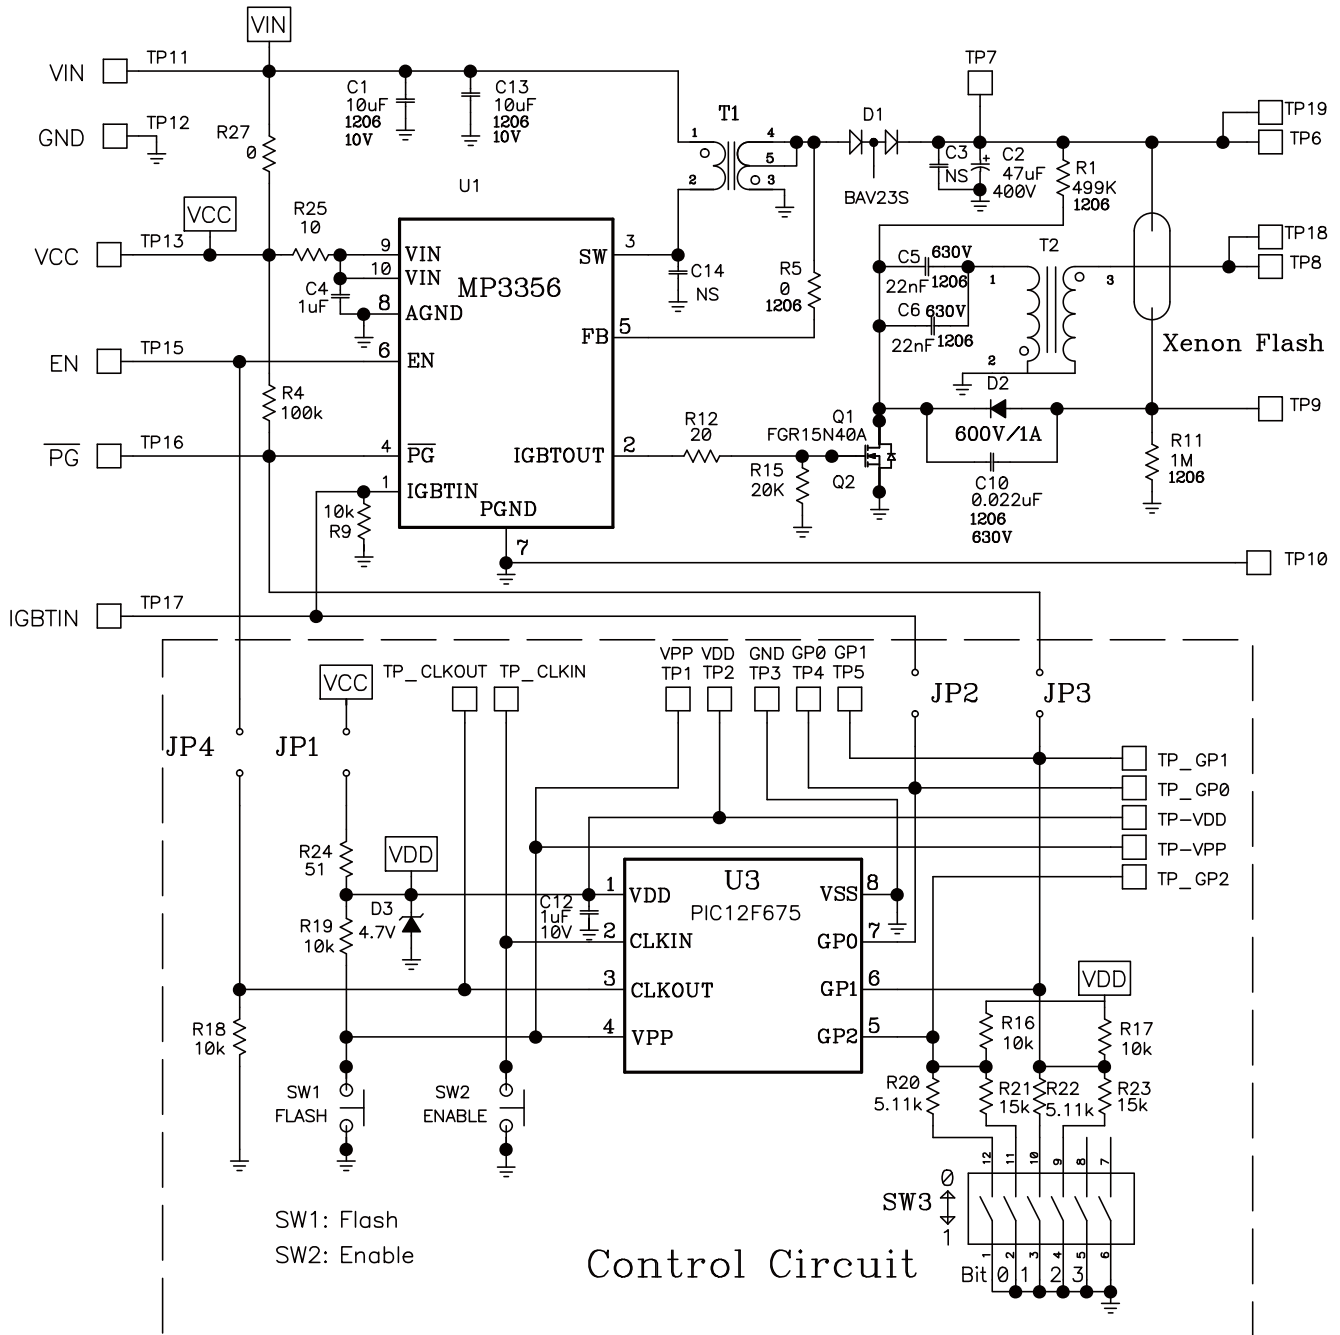 VIN
VIN
TP11
GND
TP12
R27
0
C1
10uF
1206
10V
C13
10uF
1206
10V
T1
1
2
4
5
3
D1
BAV23S
TP7
C3
NS
C2
47uF
400V
+
R1
499K
1206
TP19
TP6
U1
VCC
VCC
TP13
R25
10
C4
1uF
9
VIN
10
VIN
8
AGND
MP3356
SW
3
C14
NS
R5
0
1206
FB
5
C5
630V
22nF
1206
C6
630V
22nF
1206
T2
1
2
3
TP18
TP8
Xenon Flash
EN
TP15
6
EN
R4
100k
PG
TP16
4
PG
1
IGBTIN
10k
R9
IGBTOUT
2
PGND
7
R12
20
R15
20K
Q1
FGR15N40A
Q2
D2
600V/1A
C10
0.022uF
1206
630V
TP9
R11
1M
1206
TP10
IGBTIN
TP17
VCC
TP_CLKOUT
TP_CLKIN
VPP
TP1
VDD
TP2
GND
TP3
GP0
TP4
GP1
TP5
JP2
JP3
JP4
JP1
TP_GP1
TP_GP0
TP-VDD
TP-VPP
TP_GP2
R24
51
VDD
D3
4.7V
R19
10k
C12
1uF
10V
U3
PIC12F675
1
VDD
2
CLKIN
3
CLKOUT
4
VPP
VSS
8
GP0
7
GP1
6
GP2
5
R18
10k
VDD
R16
10k
R17
10k
R20
5.11k
R21
15k
R22
5.11k
R23
15k
SW1
FLASH
SW2
ENABLE
12
11
10
9
8
7
SW3
0
1
1
2
3
4
5
6
Bit 0 1 2 3
SW1: Flash
SW2: Enable
Control Circuit